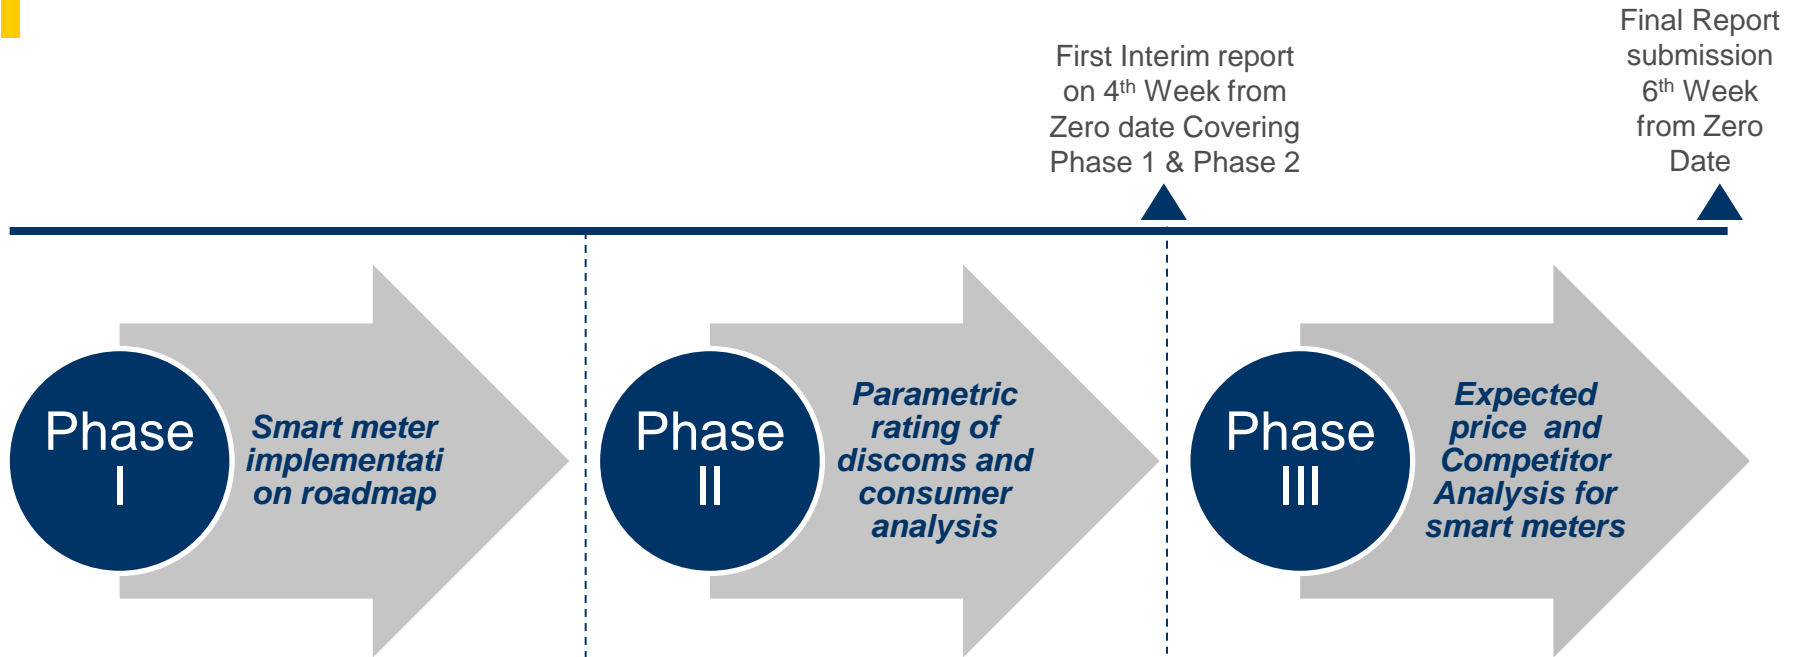 First Interim report
on 4th Week from
Zero date Covering
Phase 1 & Phase 2
Final Report
submission
6th Week
from Zero
Date
Phase
I
Smart meter
implementati
on roadmap
Phase
II
Parametric
rating of
discoms and
consumer
analysis
Phase
III
Expected
price and
Competitor
Analysis for
smart meters